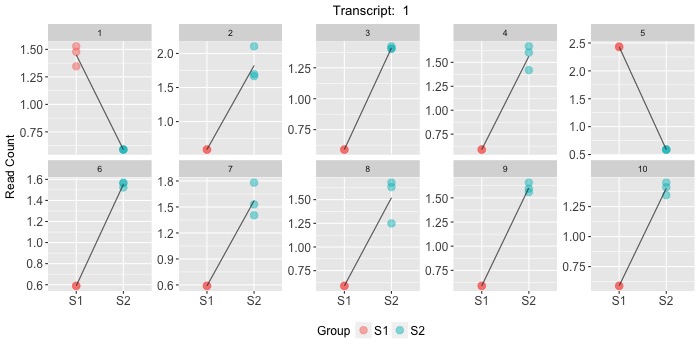 Transcript: 1
Read Count
1 2 3 4 5
1.50 1.25 1.00 0.75
2.0 1.5 1.0
1.25 1.00 0.75
1.50 1.25 1.00 0.75
2.5 2.0 1.5 1.0 0.5
6 7 8 9 10
1.6 1.4 1.2 1.0 0.8 0.6
1.8 1.5 1.2 0.9 0.6
1.50 1.25 1.00 0.75
1.50 1.25 1.00 0.75
1.25 1.00 0.75
S1 S2 S1 S2 S1 S2 S1 S2 S1 S2
Group S1 S2